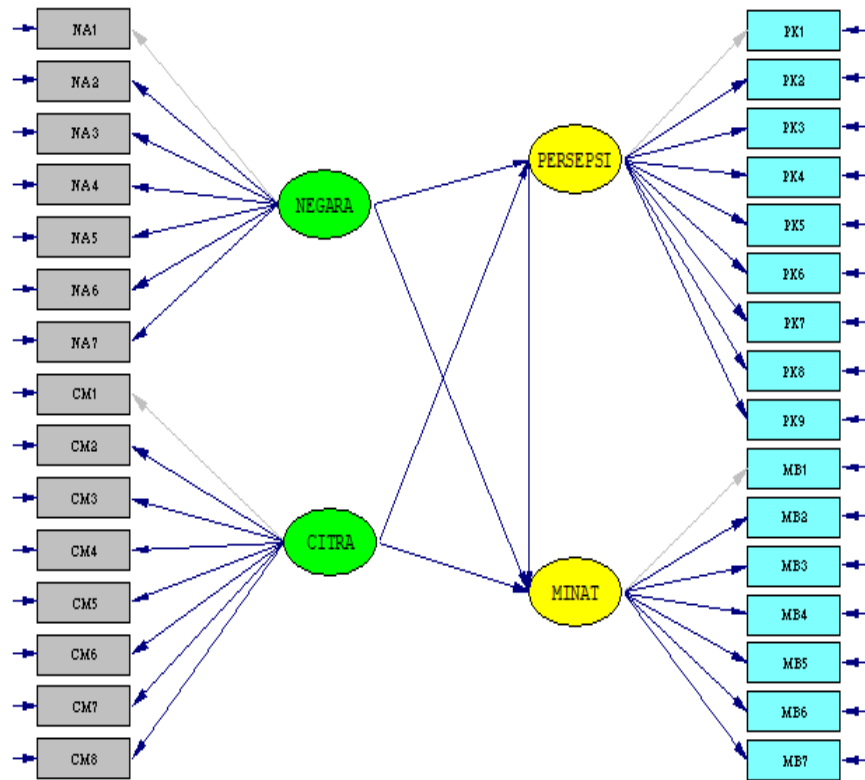 NA1
NA2
NA3
NA4
NA5
NA6
NA7
CM1
CM2
CM3
CM4
CM5
CM6
CM7
CM8
NEGARA
CITRA
PERSEPSI
MINAT
PK1
PK2
PK3
PK4
PK5
PK6
PK7
PK8
PK9
MB1
MB2
MB3
MB4
MB5
MB6
MB7